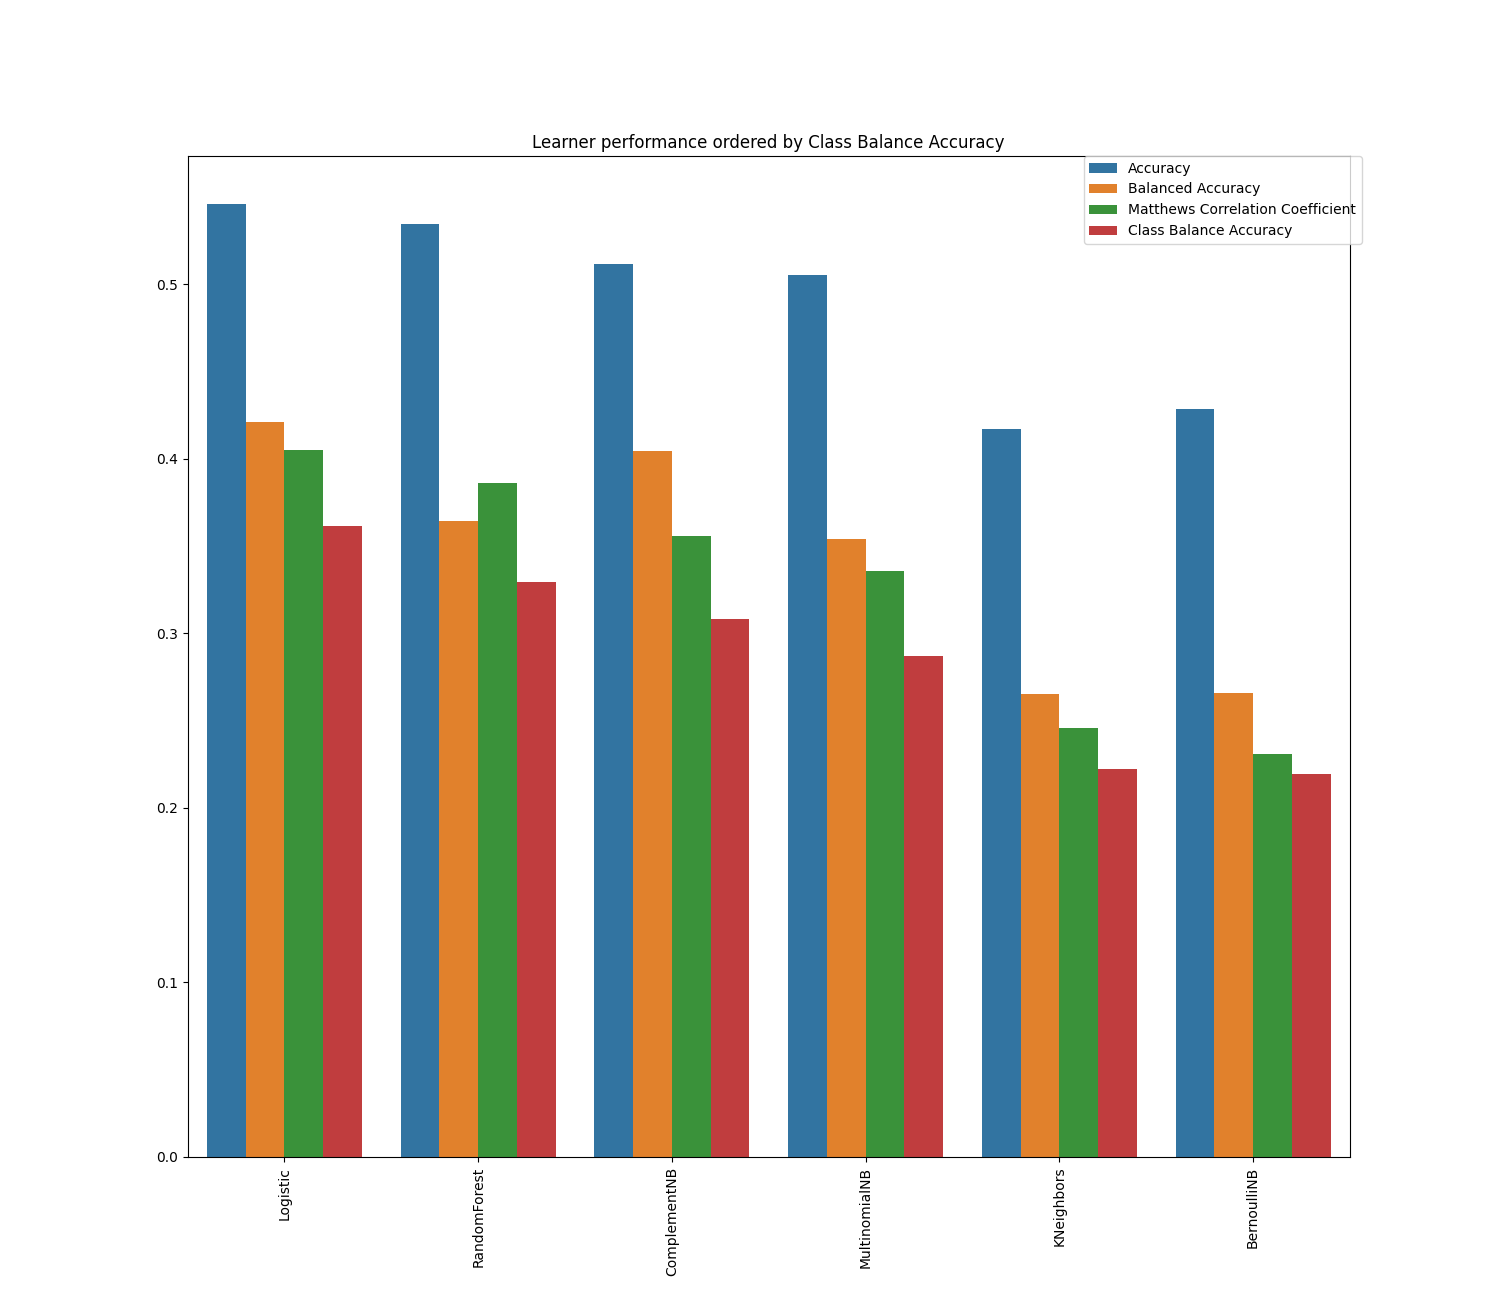 Learner performance ordered by Class Balance Accuracy
Accuracy
Balanced Accuracy
Matthews Correlation Coefficient
Class Balance Accuracy
0.5
0.4
0.3
0.2
0.1
0.0
Logistic
RandomForest
ComplementNB
MultinomialNB
KNeighbors
BernoulliNB